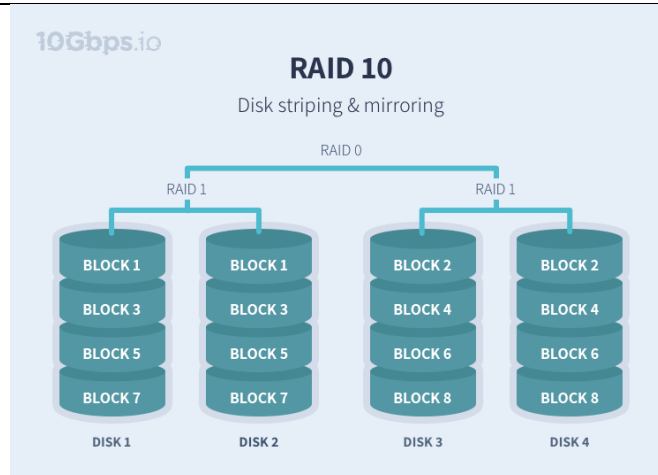 10Gbps.io
RAID 10
Disk striping & mirroring
RAID 0
RAID 1 RAID 1
BLOCK 1 BLOCK 1 BLOCK 2 BLOCK 2
BLOCK 3 BLOCK 3 BLOCK 4 BLOCK 4
BLOCK 5 BLOCK 5 BLOCK 6 BLOCK 6
BLOCK 7 BLOCK 7 BLOCK 8 BLOCK 8
DISK 1 DISK 2 DISK 3 DISK 4